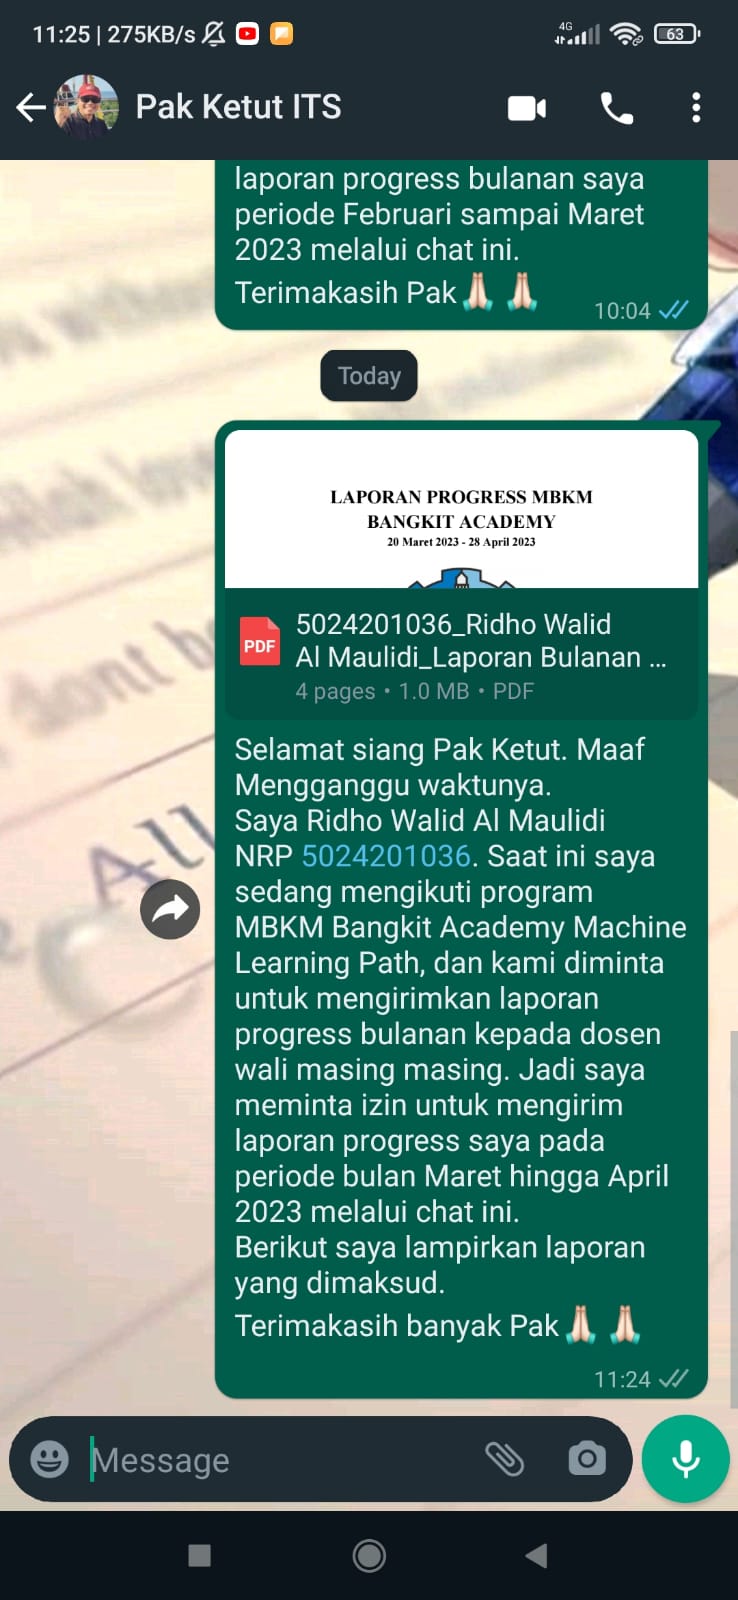 11:25 | 275KB/s
4G
63
Pak Ketut ITS
laporan progress bulanan saya
periode Februari sampai Maret
2023 melalui chat ini.
Terimakasih Pak🙏🏻 🙏🏻
10:04
Today
LAPORAN PROGRESS MBKM
BANGKIT ACADEMY
20 Maret 2023 - 28 April 2023
PDF
5024201036_Ridho Walid
Al Maulidi_Laporan Bulanan ...
4 pages • 1.0 MB • PDF
Selamat siang Pak Ketut. Maaf
Mengganggu waktunya.
Saya Ridho Walid Al Maulidi
NRP 5024201036. Saat ini saya
sedang mengikuti program
MBKM Bangkit Academy Machine
Learning Path, dan kami diminta
untuk mengirimkan laporan
progress bulanan kepada dosen
wali masing masing. Jadi saya
meminta izin untuk mengirim
laporan progress saya pada
periode bulan Maret hingga April
2023 melalui chat ini.
Berikut saya lampirkan laporan
yang dimaksud.
Terimakasih banyak Pak🙏🏻 🙏🏻
11:24
Message